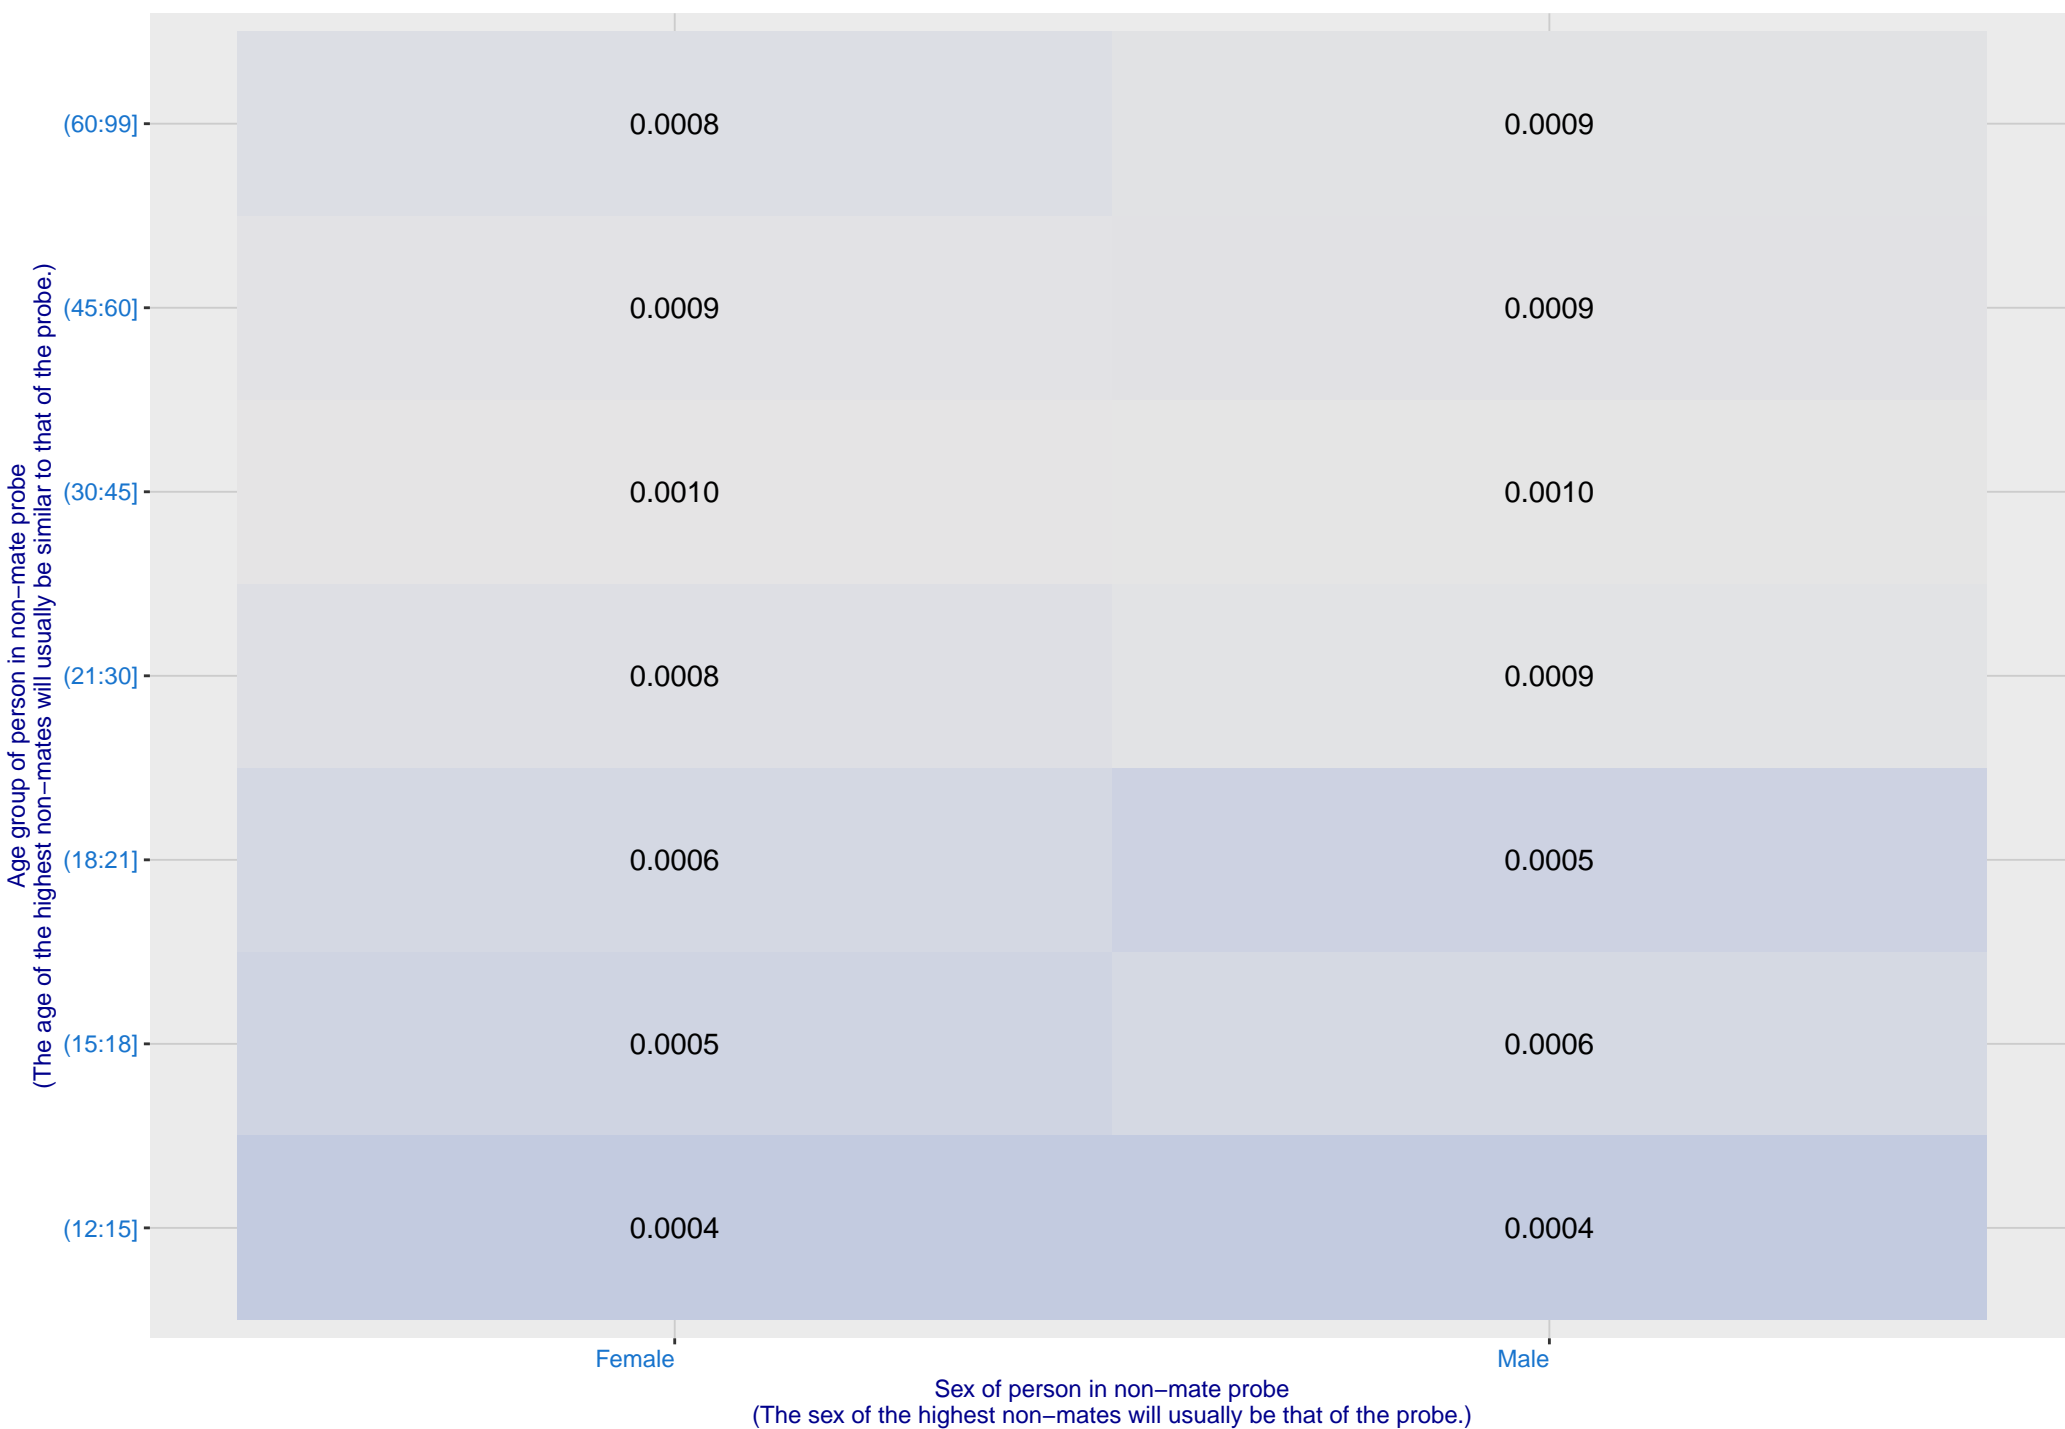 Age group of person in non−mate probe
(The age of the highest non−mates will usually be similar to that of the probe.)
(60:99] 0.0008 0.0009
(45:60] 0.0009 0.0009
(30:45] 0.0010 0.0010
(21:30] 0.0008 0.0009
(18:21] 0.0006 0.0005
(15:18] 0.0005 0.0006
(12:15] 0.0004 0.0004
Female Male
Sex of person in non−mate probe
(The sex of the highest non−mates will usually be that of the probe.)